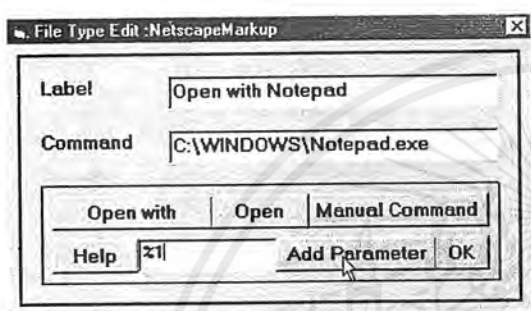 File Type Edit :NetscapeMarkup
Label Open with Notepad
Command C:\WINDOWS\Notepad.exe
Open with Open Manual Command
Help %1 Add Parameter OK